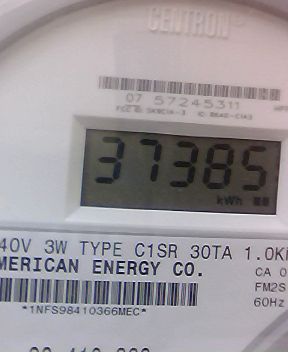 CENTRON
07 57245311
37385
kWh
40V 3W TYPE C1SR 30TA 1.0K
MERICAN ENERGY CO.
CA 0
FM2S
60Hz
*1NFS98410366MEC*